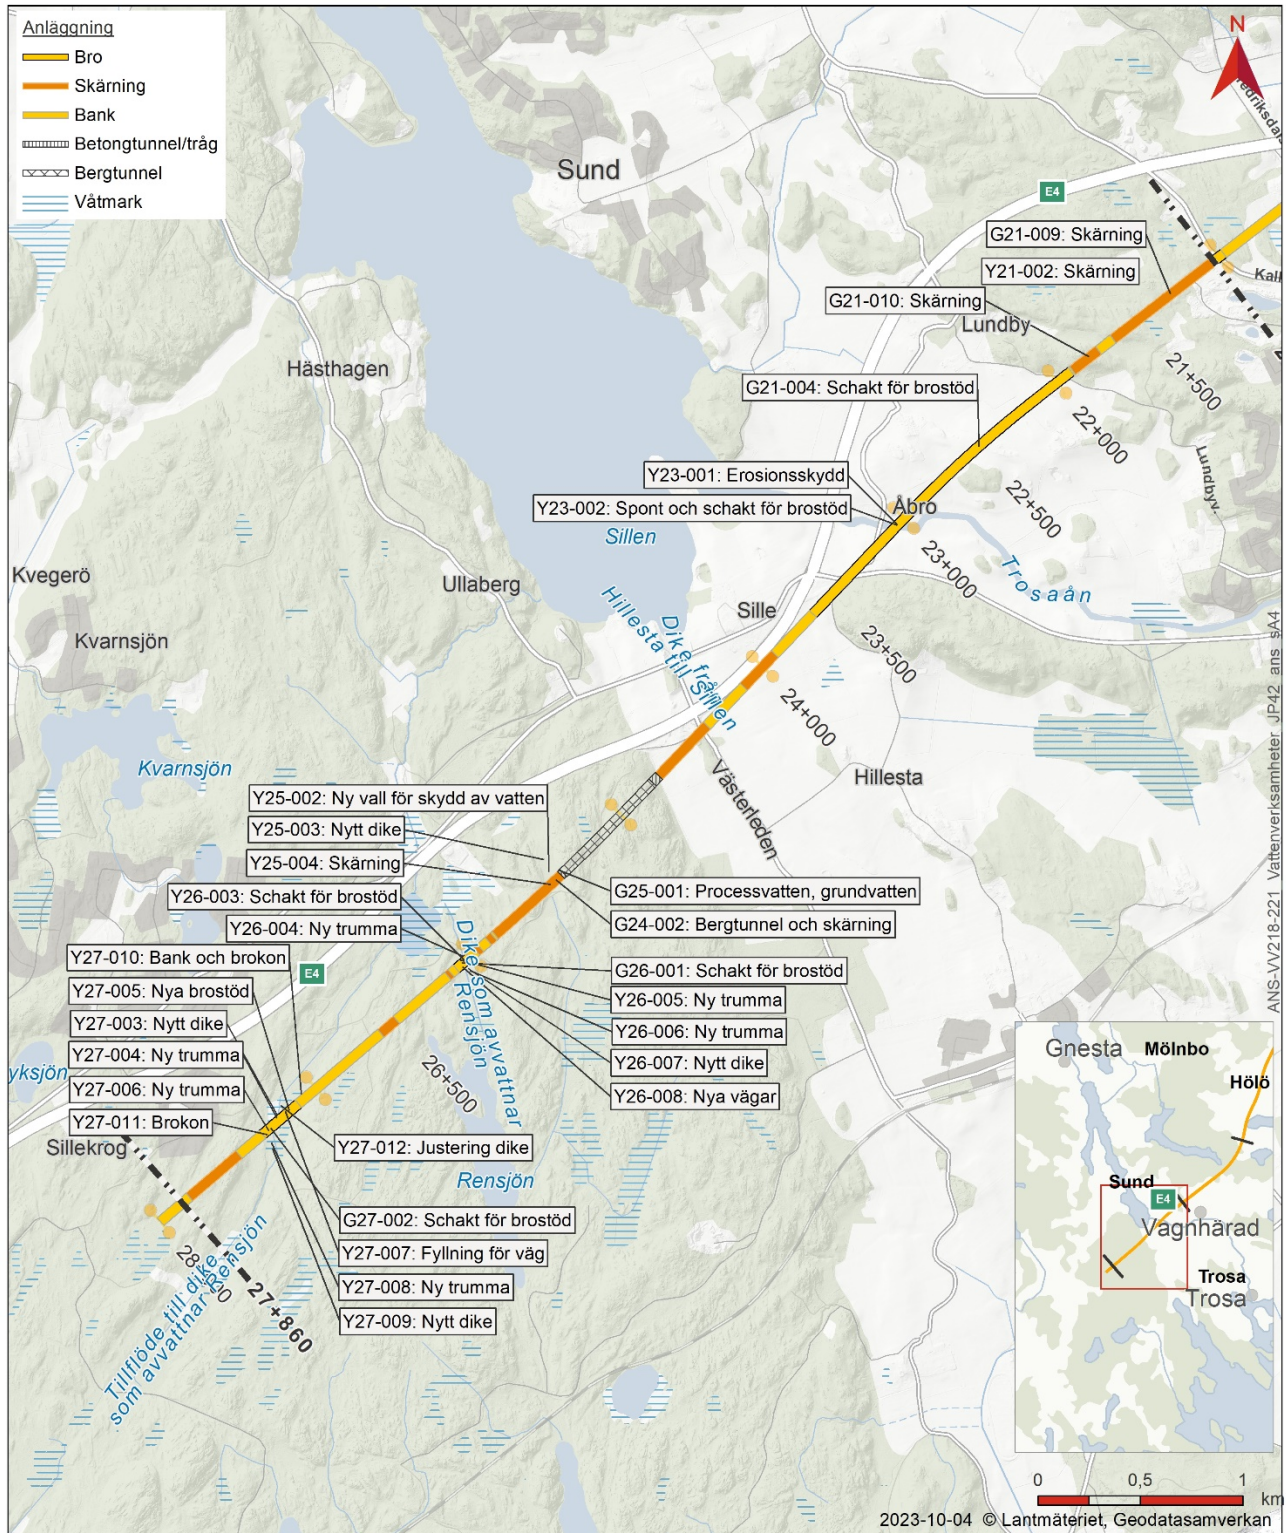 Anläggning
Bro
Skärning
Bank
Betongtunnel/tråg
Bergtunnel
Våtmark
N
Sund
E4
G21-009: Skärning
Y21-002: Skärning
G21-010: Skärning
Lundby
Hästhagen
21+500
G21-004: Schakt för brostöd
22+000
Lundbyv.
Y23-001: Erosionsskydd
Y23-002: Spont och schakt för brostöd
Åbro
22+500
Sillen
23+000
Trosaån
Kvegerö
Ullaberg
Kvarnsjön
Sille
Dike från
Hillesta till Sillen
23+500
24+000
Kvarnsjön
Hillesta
Västerleden
Y25-002: Ny vall för skydd av vatten
Y25-003: Nytt dike
Y25-004: Skärning
Y26-003: Schakt för brostöd
Y26-004: Ny trumma
G25-001: Processvatten, grundvatten
G24-002: Bergtunnel och skärning
Y27-010: Bank och brokon
E4
G26-001: Schakt för brostöd
Y27-005: Nya brostöd
Y26-005: Ny trumma
Y27-003: Nytt dike
Y26-006: Ny trumma
Y27-004: Ny trumma
Y26-007: Nytt dike
yksjön
Y27-006: Ny trumma
Y26-008: Nya vägar
Y27-011: Brokon
Dike som avvattnar
Rensjön
26+500
Sillekrog
Y27-012: Justering dike
Rensjön
G27-002: Schakt för brostöd
Y27-007: Fyllning för väg
Y27-008: Ny trumma
Y27-009: Nytt dike
27+860
Tillflöde till dike
som avvattnar Rensjön
Gnesta
Mölnbo
Hölö
Sund
E4
Vagnhärad
Trosa
Trosa
0 0,5 1
km
2023-10-04 © Lantmäteriet, Geodatasamverkan
ANS-VV218-221 Vattenverksamheter JP42 ans sA4